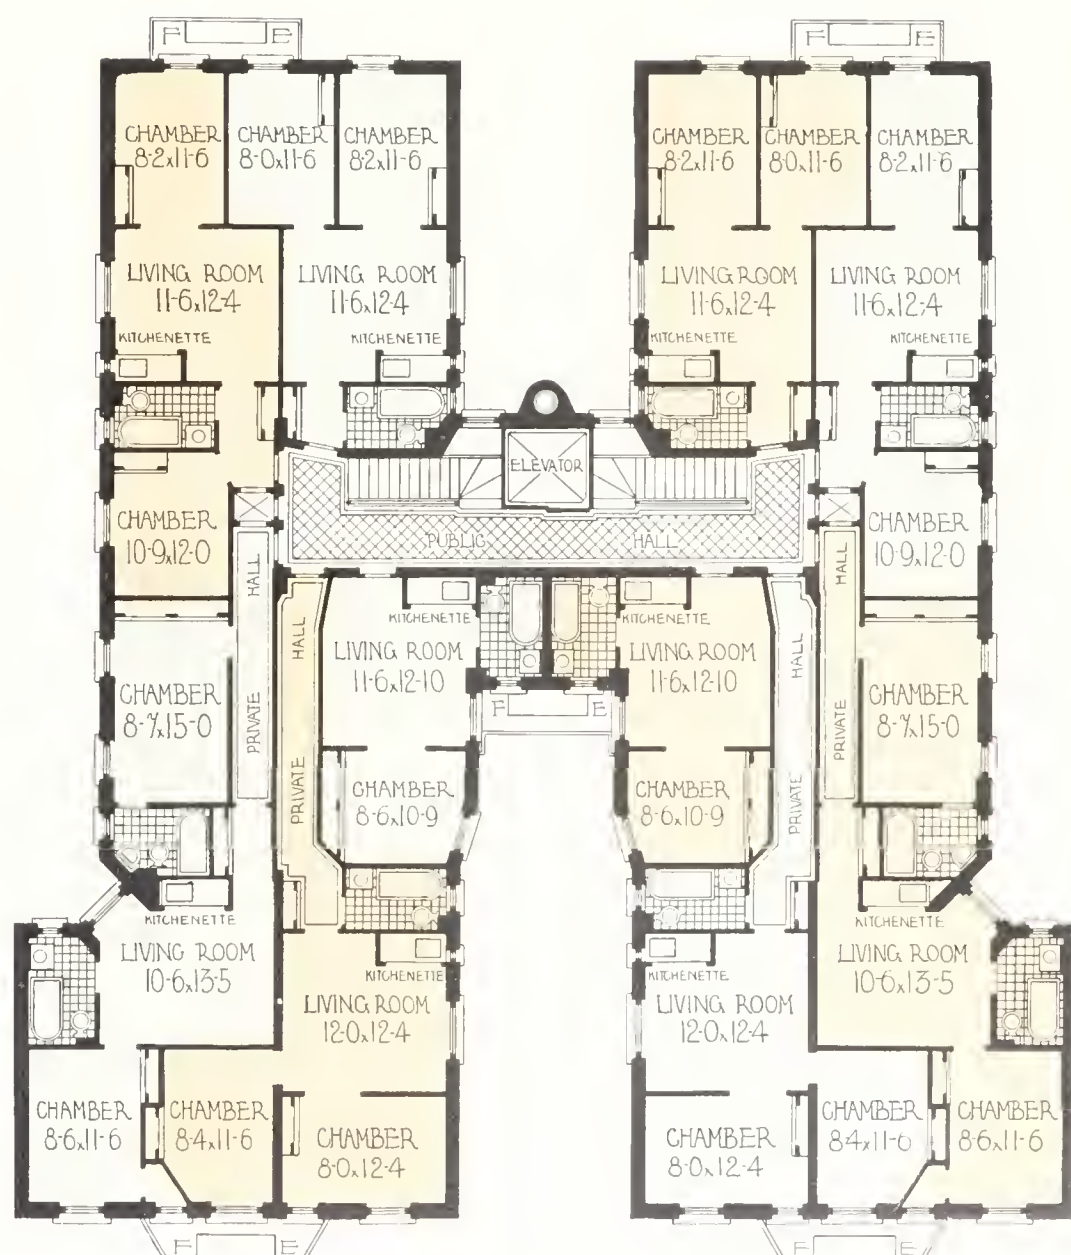 F E
F E
CHAMBER
8-2x11-6
CHAMBER
8-0x11-6
CHAMBER
8-2x11-6
CHAMBER
8-2x11-6
CHAMBER
8-0x11-6
CHAMBER
8-2x11-6
LIVING ROOM
11-6x12-4
LIVING ROOM
11-6x12-4
LIVING ROOM
11-6x12-4
LIVING ROOM
11-6x12-4
KITCHENETTE
KITCHENETTE
KITCHENETTE
KITCHENETTE
ELEVATOR
CHAMBER
10-9x12-0
PUBLIC HALL
CHAMBER
10-9x12-0
PRIVATE HALL
PRIVATE HALL
PRIVATE HALL
PRIVATE HALL
KITCHENETTE
KITCHENETTE
LIVING ROOM
11-6x12-10
LIVING ROOM
11-6x12-10
CHAMBER
8-7x15-0
F E
CHAMBER
8-7x15-0
CHAMBER
8-6x10-9
CHAMBER
8-6x10-9
KITCHENETTE
KITCHENETTE
LIVING ROOM
10-6x13-5
LIVING ROOM
10-6x13-5
KITCHENETTE
KITCHENETTE
LIVING ROOM
12-0x12-4
LIVING ROOM
12-0x12-4
CHAMBER
8-6x11-6
CHAMBER
8-4x11-6
CHAMBER
8-0x12-4
CHAMBER
8-0x12-4
CHAMBER
8-4x11-6
CHAMBER
8-6x11-6
F E
F E